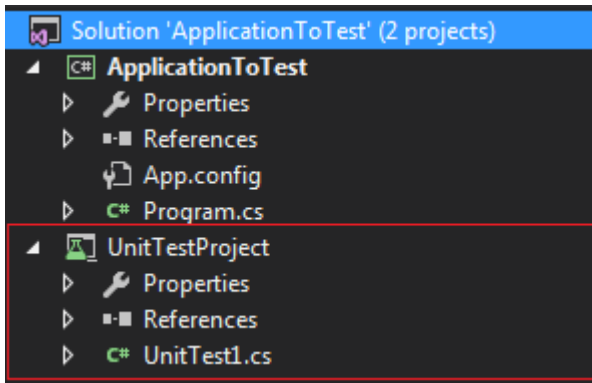 Solution 'ApplicationToTest' (2 projects)
C# ApplicationToTest
Properties
References
App.config
C# Program.cs
UnitTestProject
Properties
References
C# UnitTest1.cs